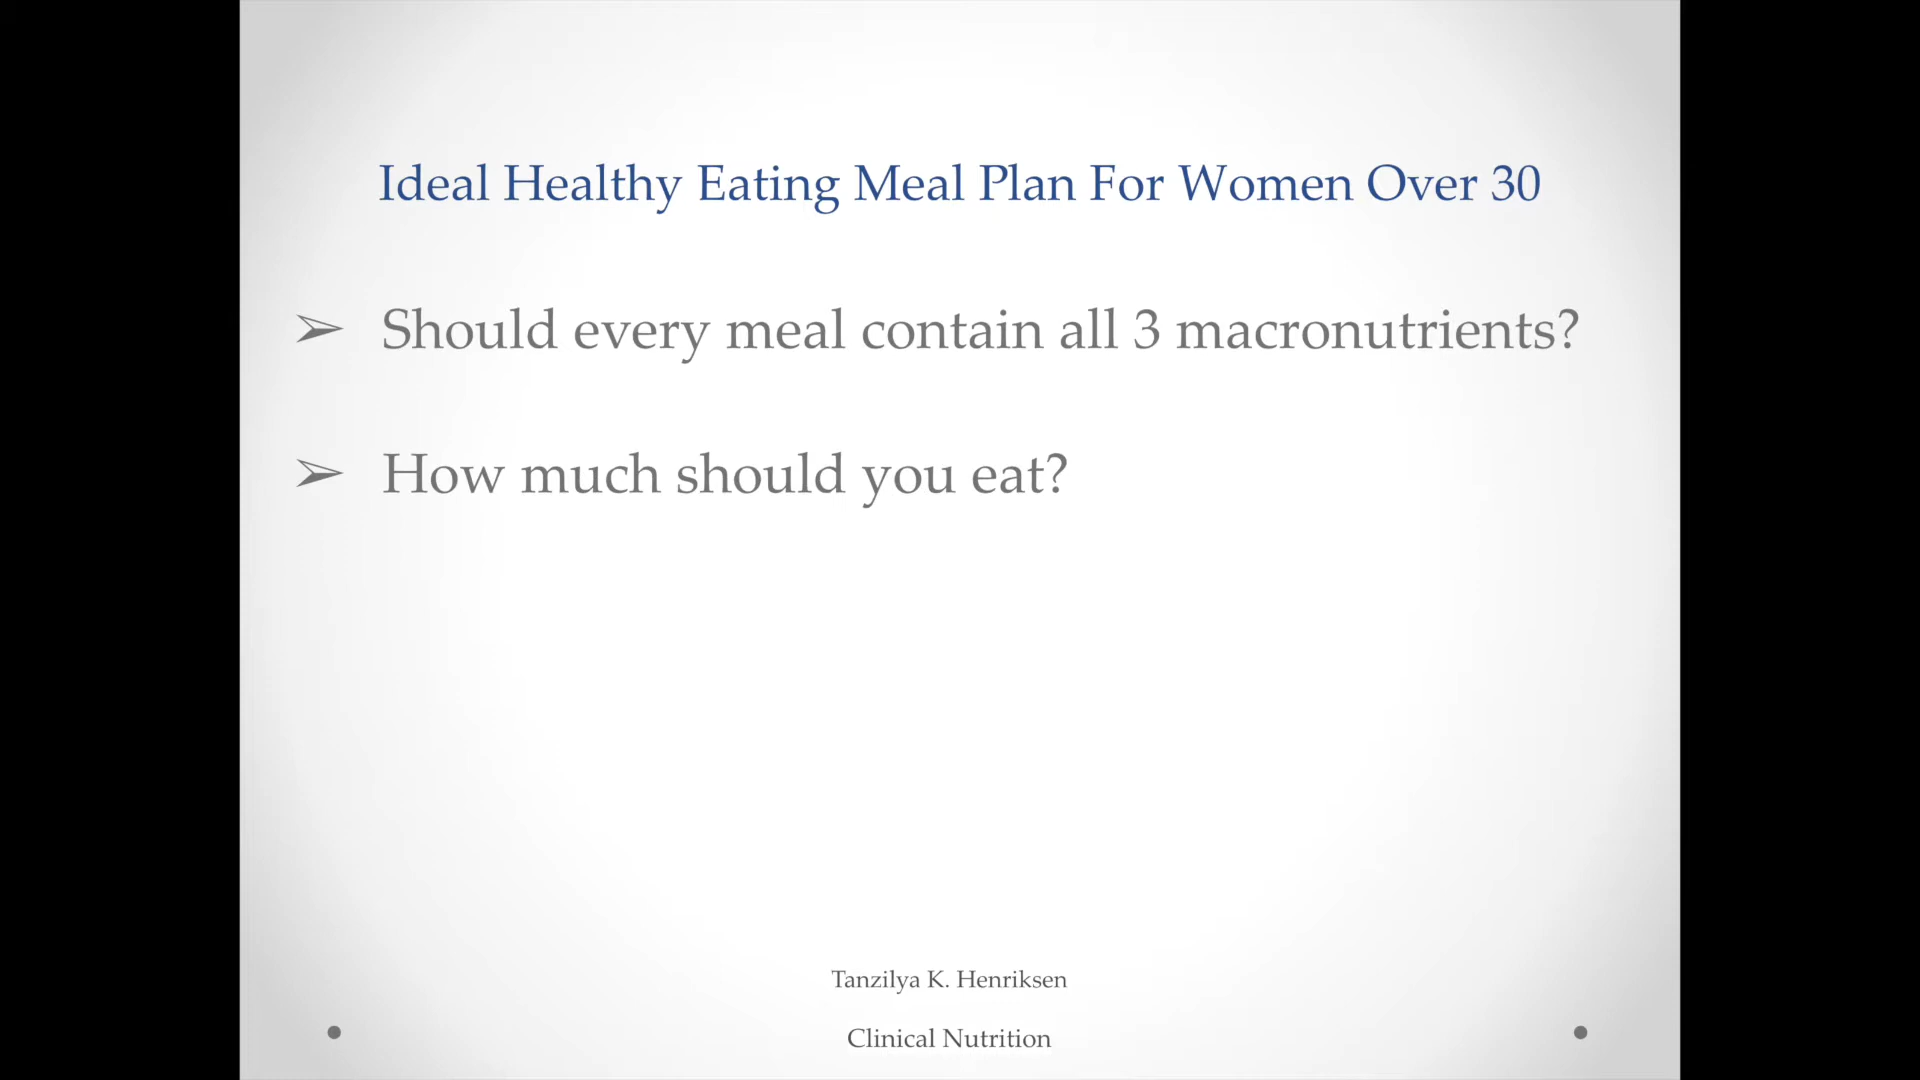 Ideal Healthy Eating Meal Plan For Women Over 30
➢ Should every meal contain all 3 macronutrients?
➢ How much should you eat?
Tanzilya K. Henriksen
Clinical Nutrition